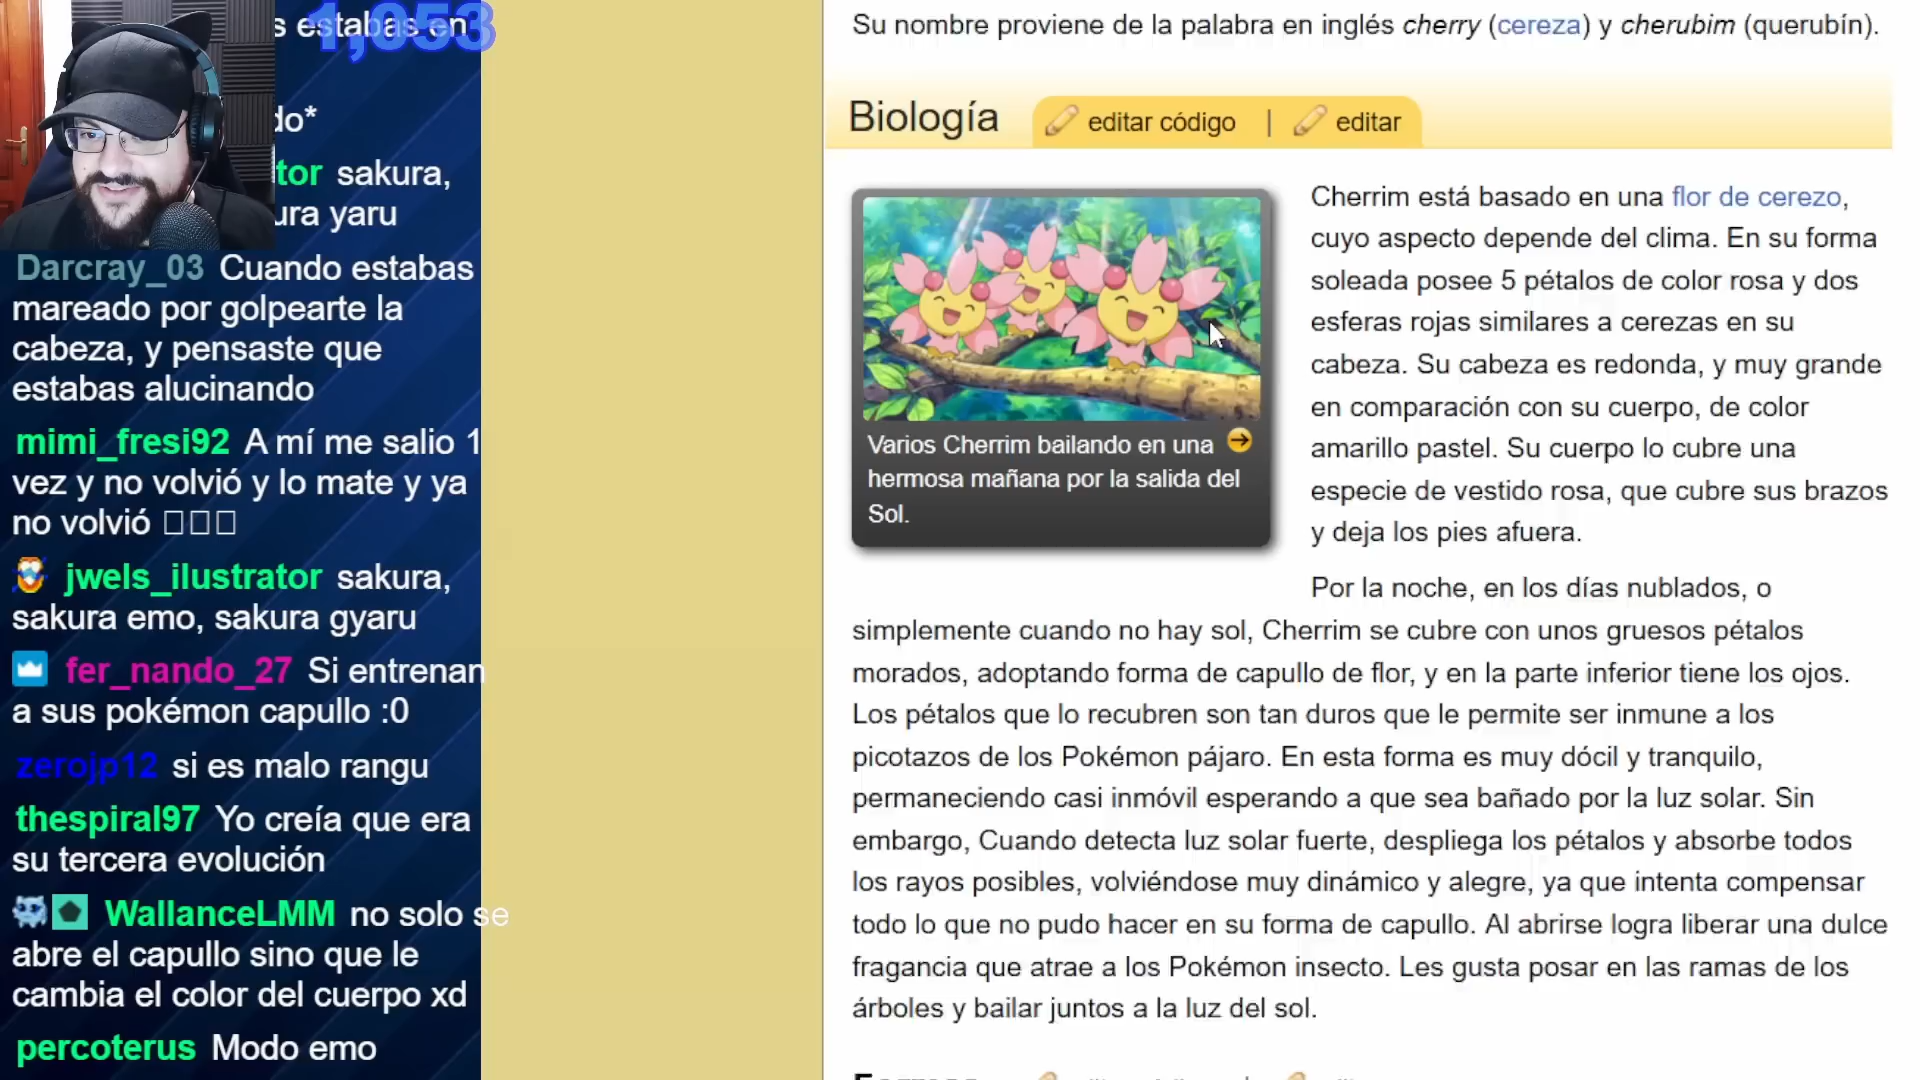 s estabas en
1,053
do*
tor sakura,
ura yaru
Darcray_03 Cuando estabas
mareado por golpearte la
cabeza, y pensaste que
estabas alucinando
mimi_fresi92 A mí me salio 1
vez y no volvió y lo mate y ya
no volvió
jwels_ilustrator sakura,
sakura emo, sakura gyaru
fer_nando_27 Si entrenan
a sus pokémon capullo :0
zerojp12 si es malo rangu
thespiral97 Yo creía que era
su tercera evolución
WallanceLMM no solo se
abre el capullo sino que le
cambia el color del cuerpo xd
percoterus Modo emo
Su nombre proviene de la palabra en inglés cherry (cereza) y cherubim (querubín).
Biología editar código | editar
Varios Cherrim bailando en una
hermosa mañana por la salida del
Sol.
Cherrim está basado en una flor de cerezo,
cuyo aspecto depende del clima. En su forma
soleada posee 5 pétalos de color rosa y dos
esferas rojas similares a cerezas en su
cabeza. Su cabeza es redonda, y muy grande
en comparación con su cuerpo, de color
amarillo pastel. Su cuerpo lo cubre una
especie de vestido rosa, que cubre sus brazos
y deja los pies afuera.
Por la noche, en los días nublados, o
simplemente cuando no hay sol, Cherrim se cubre con unos gruesos pétalos
morados, adoptando forma de capullo de flor, y en la parte inferior tiene los ojos.
Los pétalos que lo recubren son tan duros que le permite ser inmune a los
picotazos de los Pokémon pájaro. En esta forma es muy dócil y tranquilo,
permaneciendo casi inmóvil esperando a que sea bañado por la luz solar. Sin
embargo, Cuando detecta luz solar fuerte, despliega los pétalos y absorbe todos
los rayos posibles, volviéndose muy dinámico y alegre, ya que intenta compensar
todo lo que no pudo hacer en su forma de capullo. Al abrirse logra liberar una dulce
fragancia que atrae a los Pokémon insecto. Les gusta posar en las ramas de los
árboles y bailar juntos a la luz del sol.